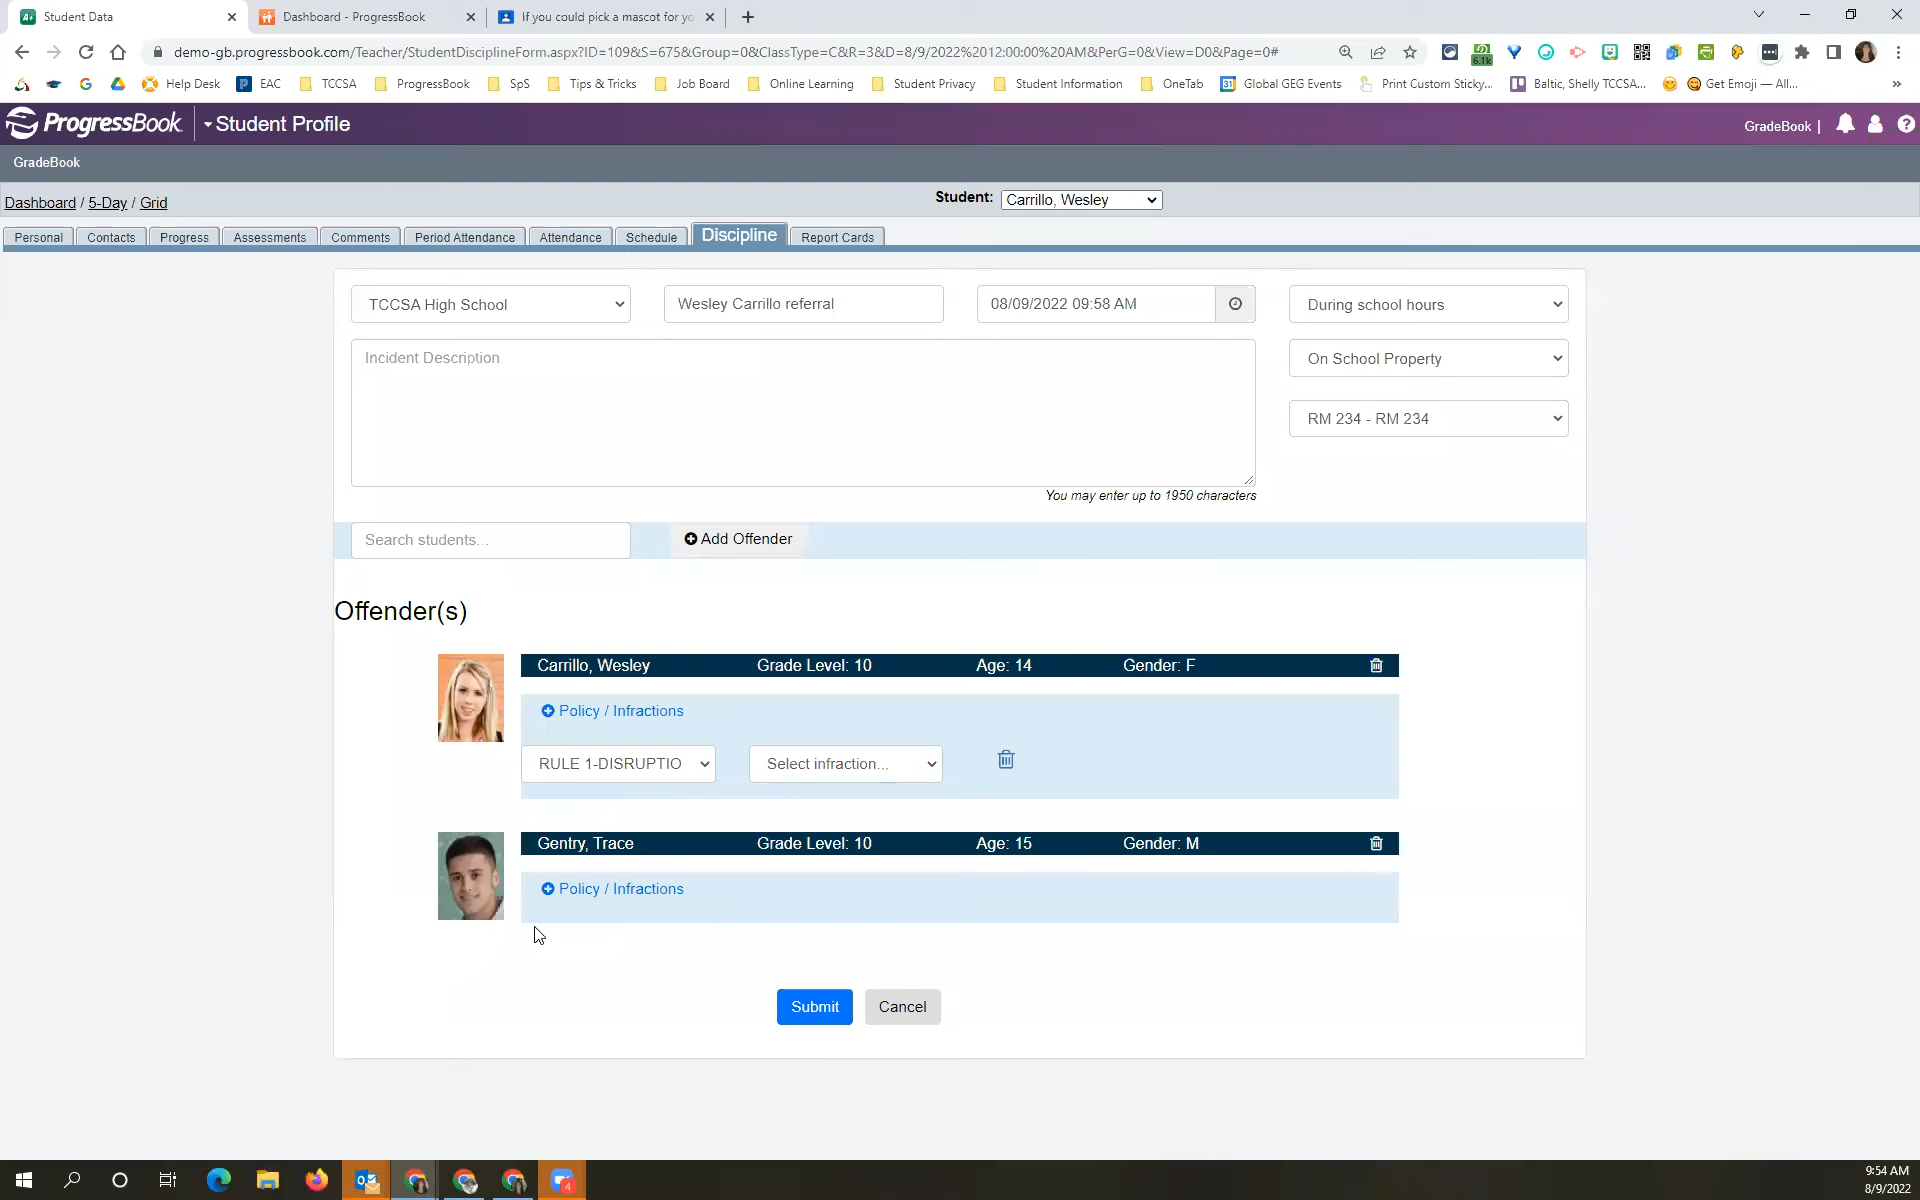 Student Data
Dashboard - ProgressBook
If you could pick a mascot for yo
demo-gb.progressbook.com/Teacher/StudentDisciplineForm.aspx?ID=109&S=675&Group=0&ClassType=C&R=3&D=8/9/2022%2012:00:00%20AM&PerG=0&View=D0&Page=0#
Help Desk
EAC
TCCSA
ProgressBook
SpS
Tips & Tricks
Job Board
Online Learning
Student Privacy
Student Information
OneTab
Global GEG Events
Print Custom Sticky...
Baltic, Shelly TCCSA...
Get Emoji — All...
ProgressBook
Student Profile
GradeBook |
GradeBook
Dashboard / 5-Day / Grid
Student: Carrillo, Wesley
Personal
Contacts
Progress
Assessments
Comments
Period Attendance
Attendance
Schedule
Discipline
Report Cards
TCCSA High School
Wesley Carrillo referral
08/09/2022 09:58 AM
During school hours
Incident Description
On School Property
RM 234 - RM 234
You may enter up to 1950 characters
Search students...
Add Offender
Offender(s)
Carrillo, Wesley Grade Level: 10 Age: 14 Gender: F
Policy / Infractions
RULE 1-DISRUPTIO
Select infraction...
Gentry, Trace Grade Level: 10 Age: 15 Gender: M
Policy / Infractions
Submit
Cancel
9:54 AM
8/9/2022